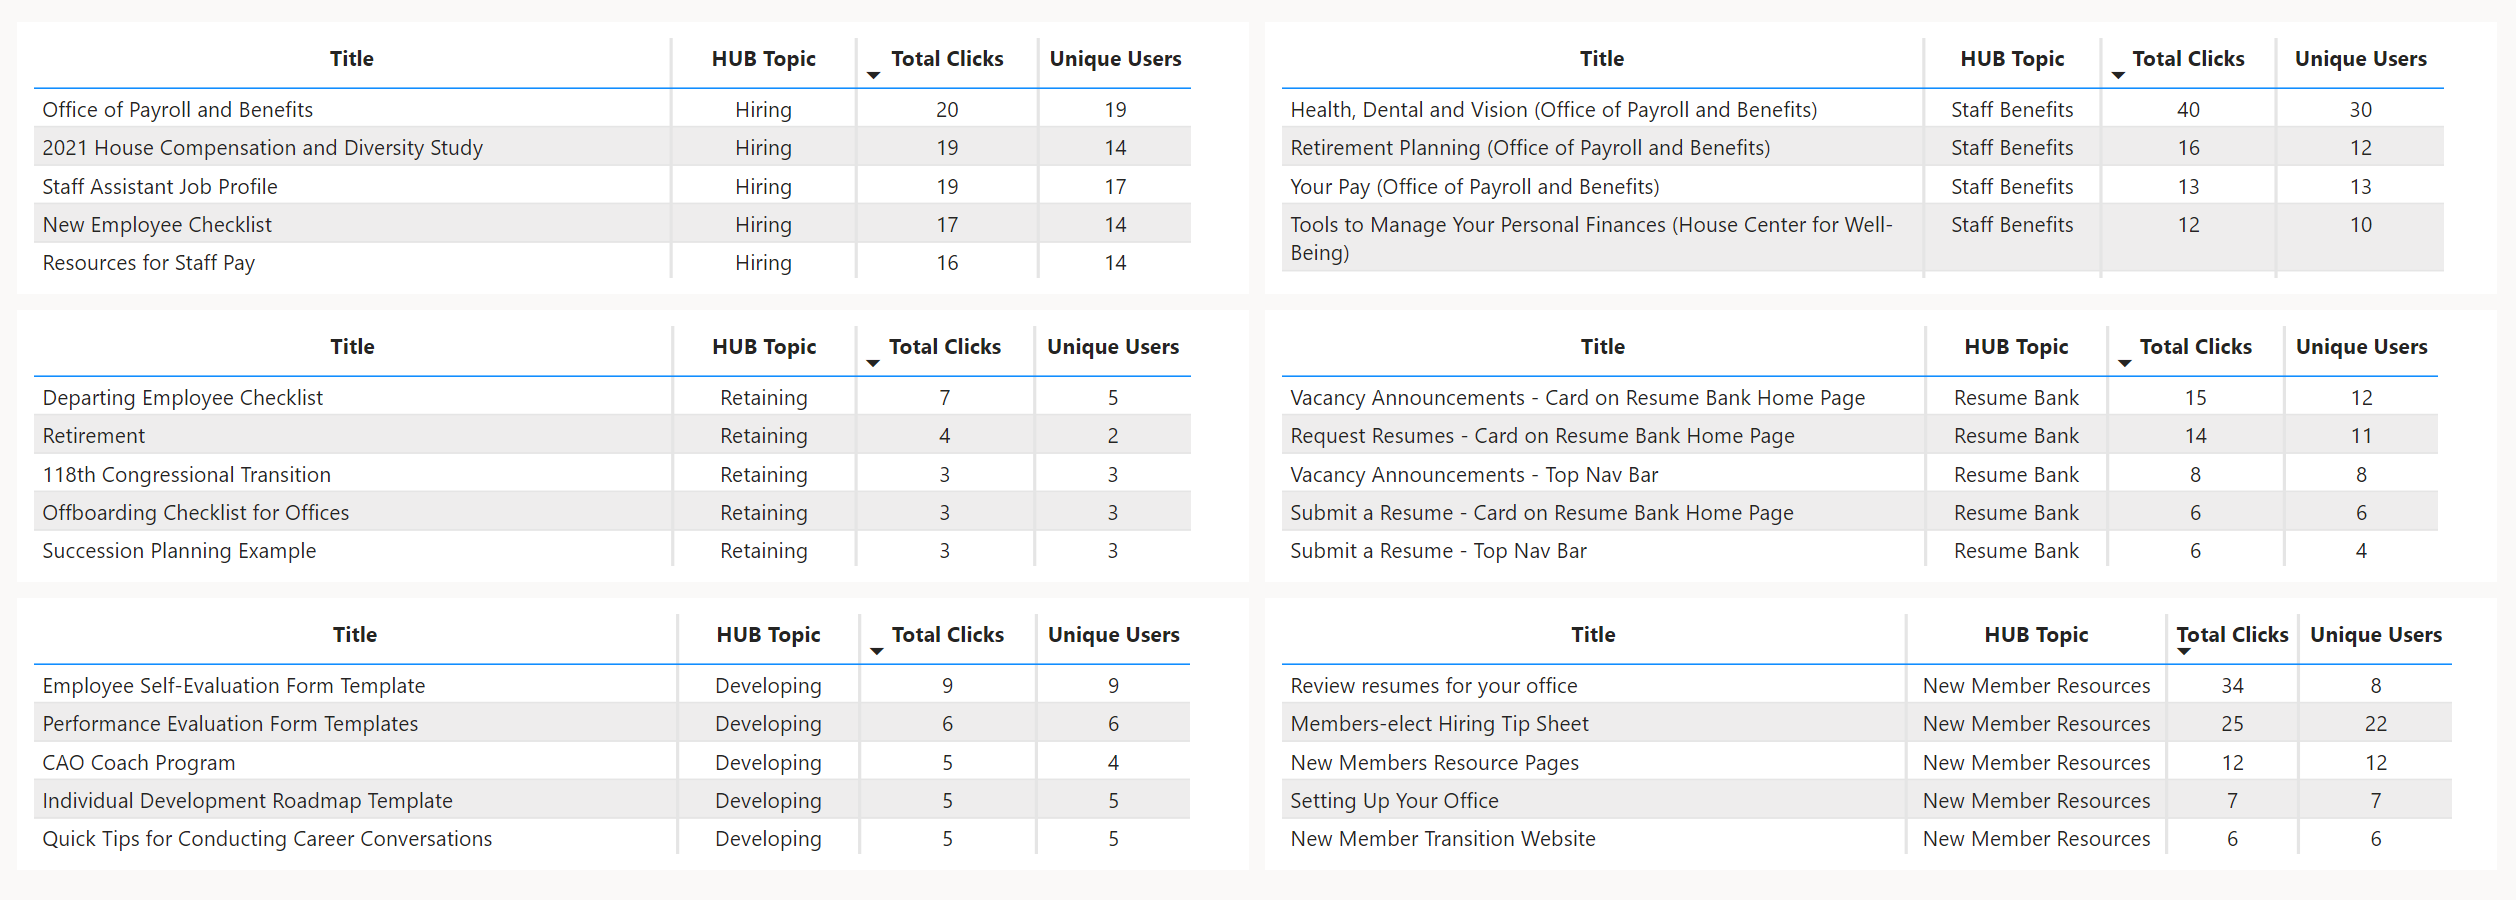 Title HUB Topic Total Clicks Unique Users
Office of Payroll and Benefits Hiring 20 19
2021 House Compensation and Diversity Study Hiring 19 14
Staff Assistant Job Profile Hiring 19 17
New Employee Checklist Hiring 17 14
Resources for Staff Pay Hiring 16 14
Title HUB Topic Total Clicks Unique Users
Health, Dental and Vision (Office of Payroll and Benefits) Staff Benefits 40 30
Retirement Planning (Office of Payroll and Benefits) Staff Benefits 16 12
Your Pay (Office of Payroll and Benefits) Staff Benefits 13 13
Tools to Manage Your Personal Finances (House Center for Well- Staff Benefits 12 10
Being)
Title HUB Topic Total Clicks Unique Users
Departing Employee Checklist Retaining 7 5
Retirement Retaining 4 2
118th Congressional Transition Retaining 3 3
Offboarding Checklist for Offices Retaining 3 3
Succession Planning Example Retaining 3 3
Title HUB Topic Total Clicks Unique Users
Vacancy Announcements - Card on Resume Bank Home Page Resume Bank 15 12
Request Resumes - Card on Resume Bank Home Page Resume Bank 14 11
Vacancy Announcements - Top Nav Bar Resume Bank 8 8
Submit a Resume - Card on Resume Bank Home Page Resume Bank 6 6
Submit a Resume - Top Nav Bar Resume Bank 6 4
Title HUB Topic Total Clicks Unique Users
Employee Self-Evaluation Form Template Developing 9 9
Performance Evaluation Form Templates Developing 6 6
CAO Coach Program Developing 5 4
Individual Development Roadmap Template Developing 5 5
Quick Tips for Conducting Career Conversations Developing 5 5
Title HUB Topic Total Clicks Unique Users
Review resumes for your office New Member Resources 34 8
Members-elect Hiring Tip Sheet New Member Resources 25 22
New Members Resource Pages New Member Resources 12 12
Setting Up Your Office New Member Resources 7 7
New Member Transition Website New Member Resources 6 6